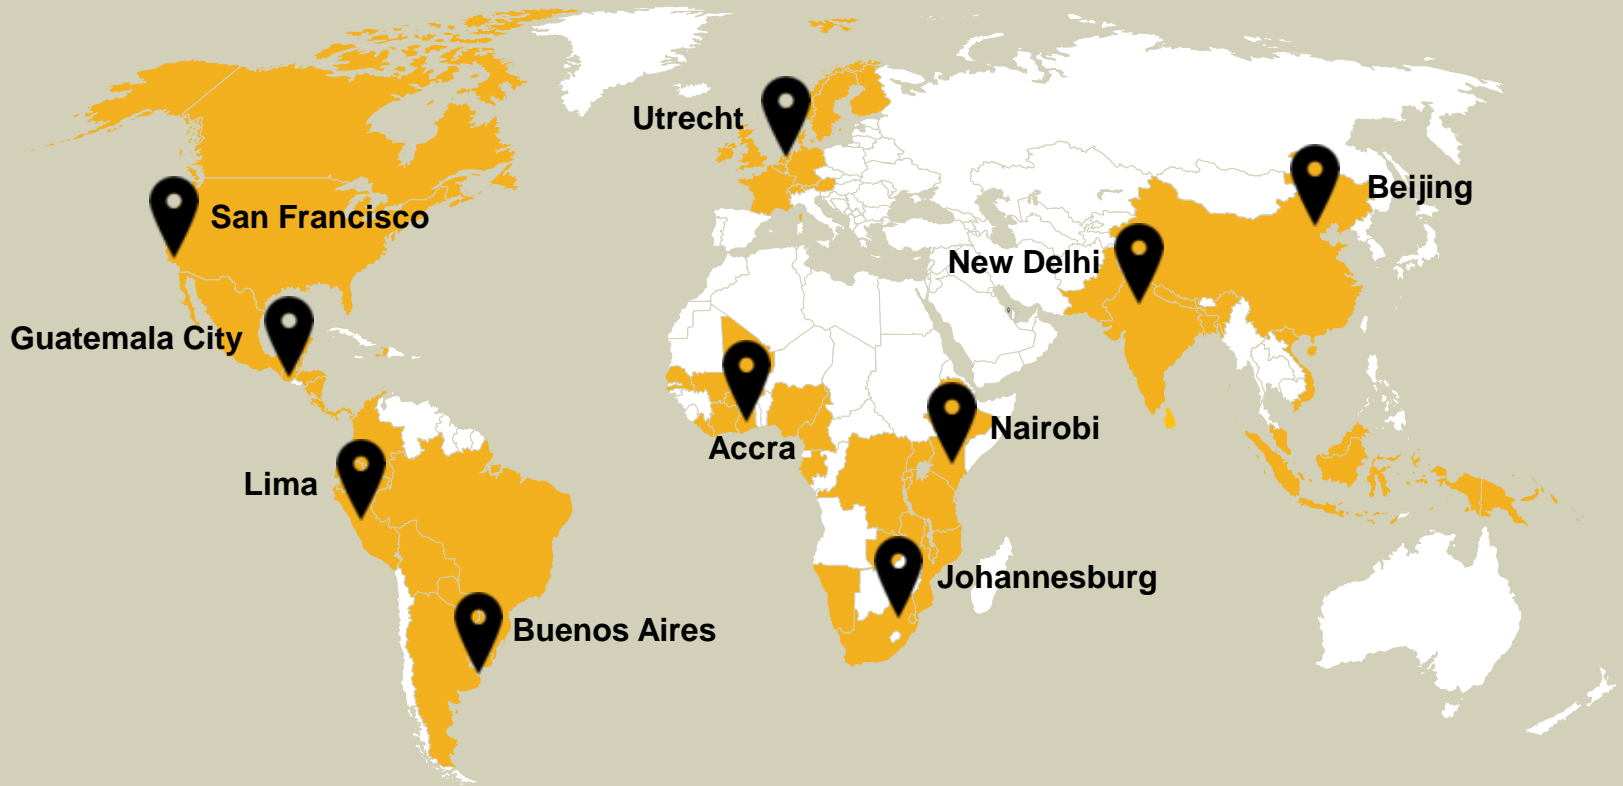 Utrecht
Beijing
San Francisco
New Delhi
Guatemala City
Nairobi
Accra
Lima
Johannesburg
Buenos Aires